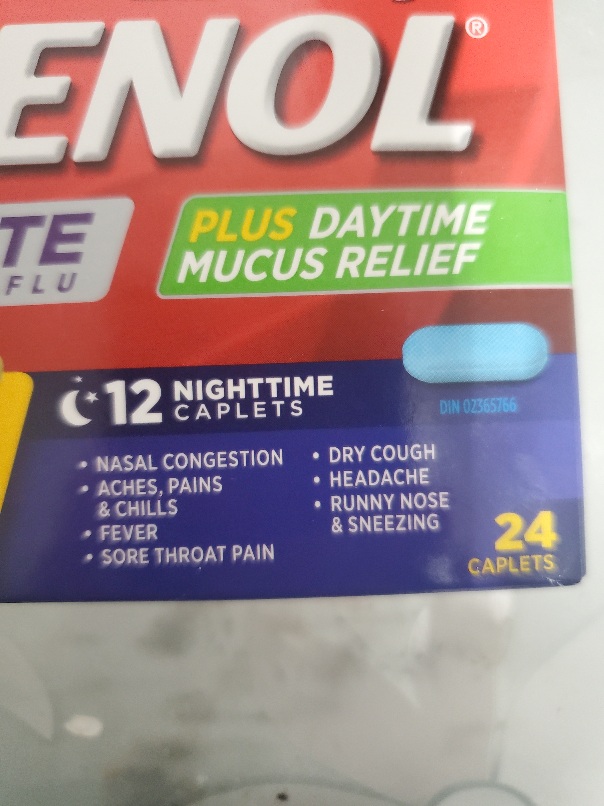 ENOL®
TE
FLU
PLUS DAYTIME
MUCUS RELIEF
12 NIGHTTIME
CAPLETS
DIN 02365766
• NASAL CONGESTION
• ACHES, PAINS
& CHILLS
• FEVER
• SORE THROAT PAIN
• DRY COUGH
• HEADACHE
• RUNNY NOSE
& SNEEZING
24
CAPLETS